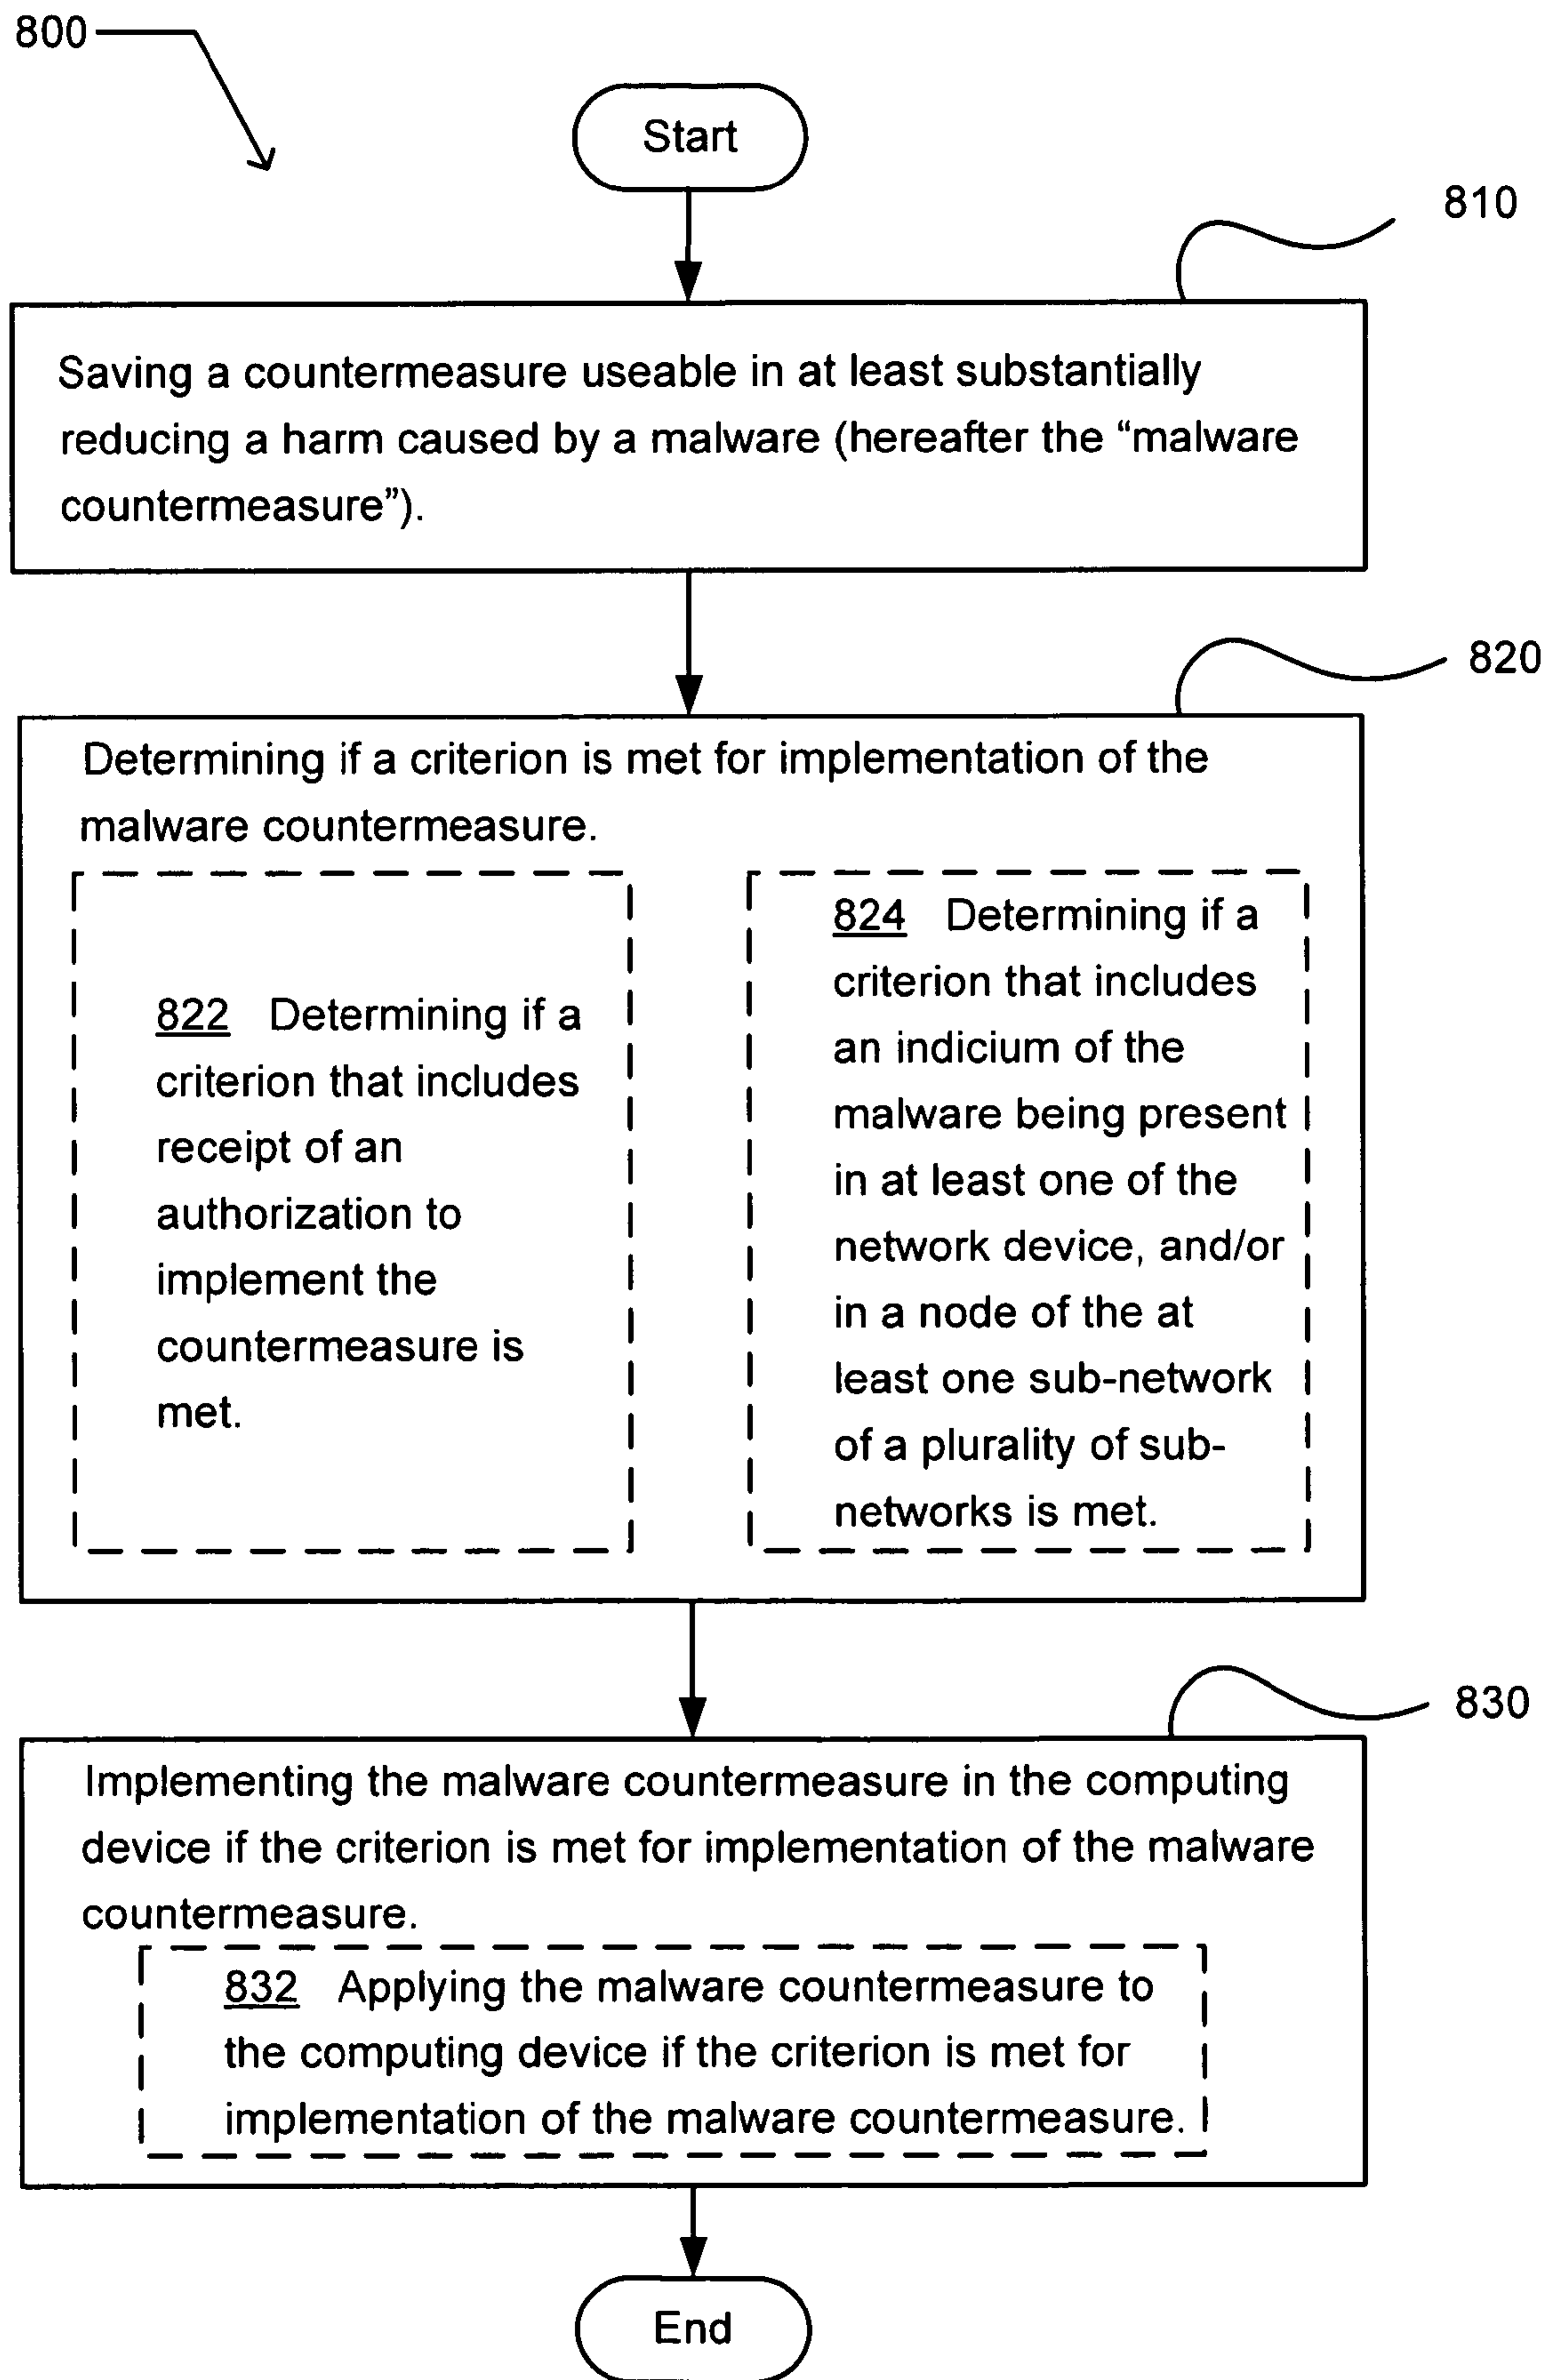 800
Start
810
Saving a countermeasure useable in at least substantially
reducing a harm caused by a malware (hereafter the “malware
countermeasure”).
820
Determining if a criterion is met for implementation of the
malware countermeasure.
822 Determining if a
criterion that includes
receipt of an
authorization to
implement the
countermeasure is
met.
824 Determining if a
criterion that includes
an indicium of the
malware being present
in at least one of the
network device, and/or
in a node of the at
least one sub-network
of a plurality of sub-
networks is met.
830
Implementing the malware countermeasure in the computing
device if the criterion is met for implementation of the malware
countermeasure.
832 Applying the malware countermeasure to
the computing device if the criterion is met for
implementation of the malware countermeasure.
End